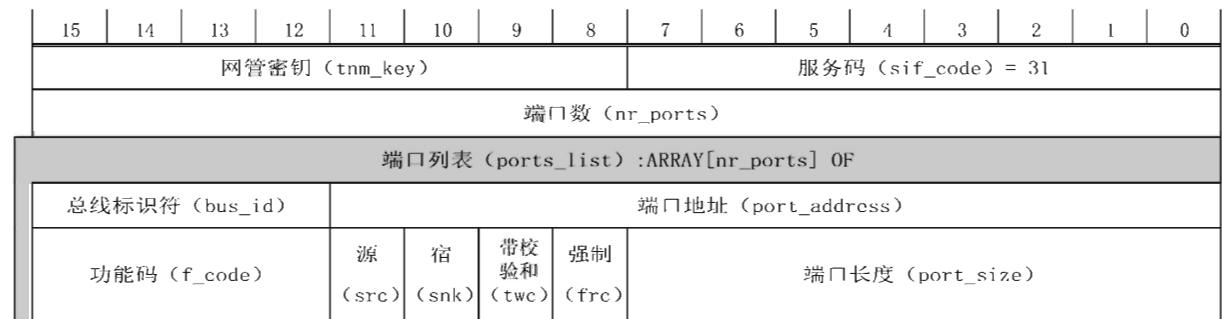 15 14 13 12 11 10 9 8 7 6 5 4 3 2 1 0
网管密钥（tnm_key） 服务码（sif_code）= 31
端口数（nr_ports）
端口列表（ports_list）:ARRAY[nr_ports] OF
总线标识符（bus_id） 端口地址（port_address）
功能码（f_code） 源（src） 宿（snk） 带校验和（twc） 强制（frc） 端口长度（port_size）